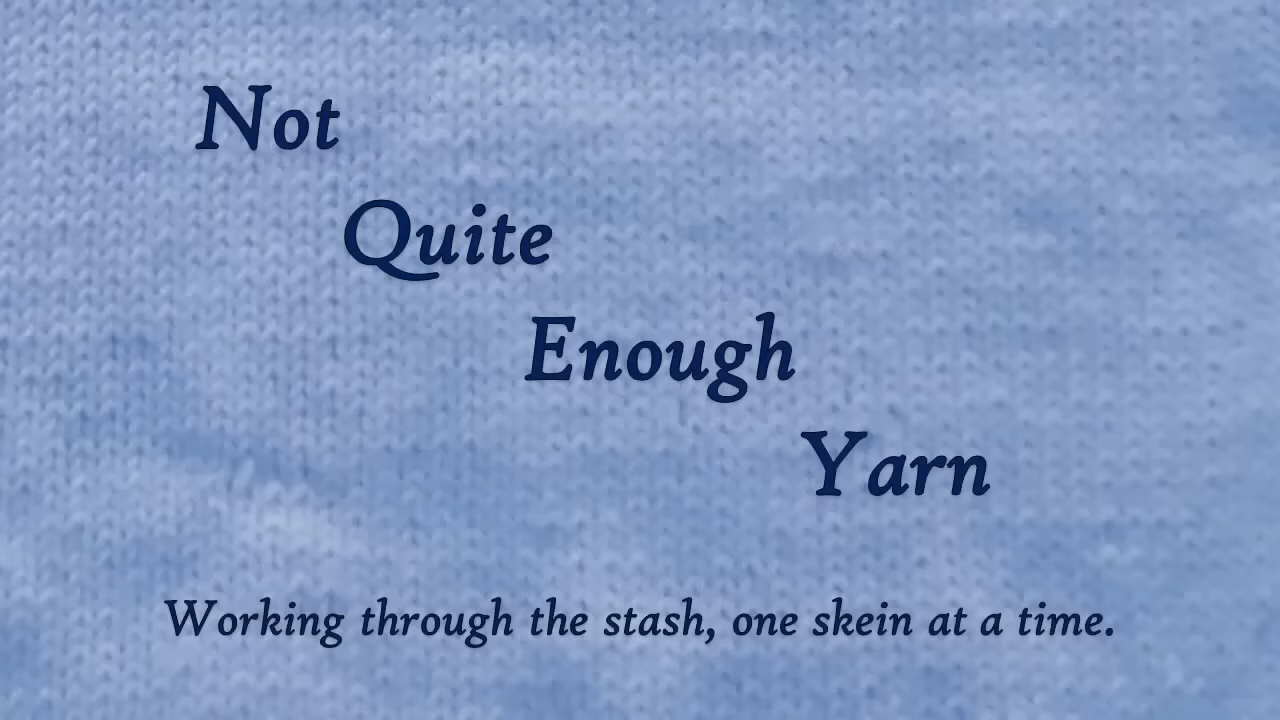 Not
Quite
Enough
Yarn
Working through the stash, one skein at a time.